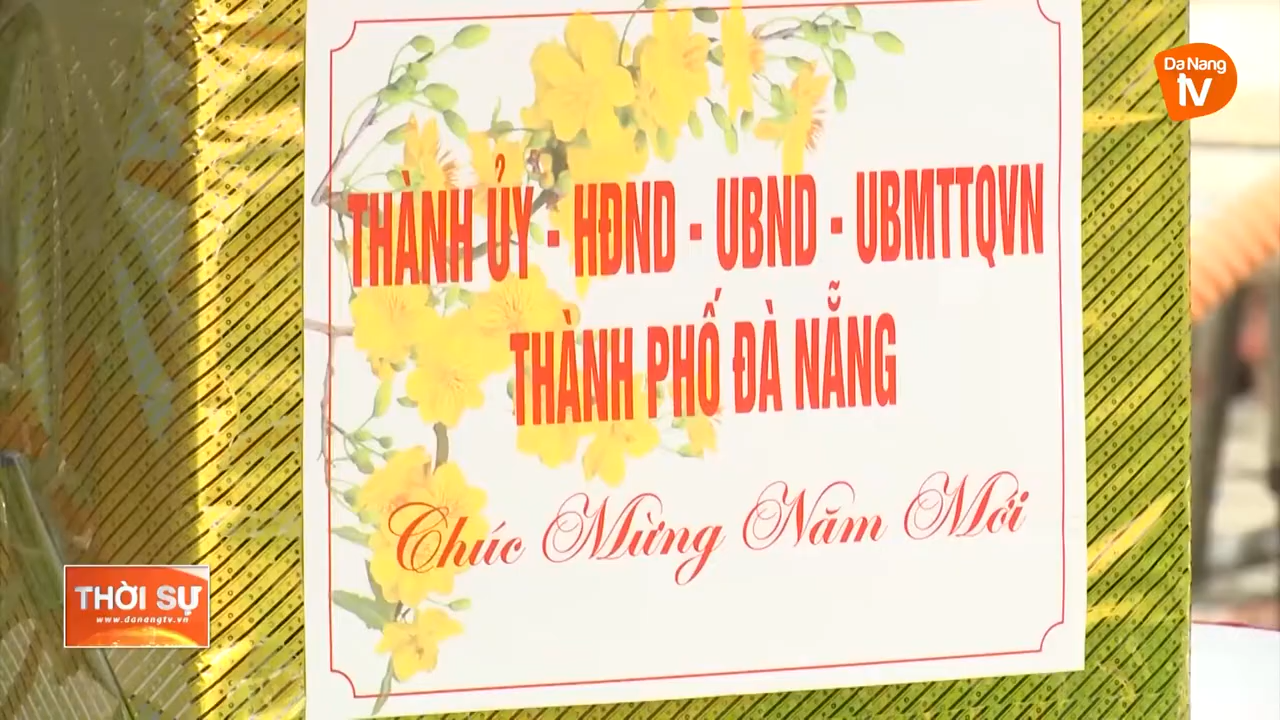 Da Nang
tv
THÀNH ỦY - HĐND - UBND - UBMTTQVN
THÀNH PHỐ ĐÀ NẴNG
Chúc Mừng Năm Mới
THỜI SỰ
www.danangtv.vn